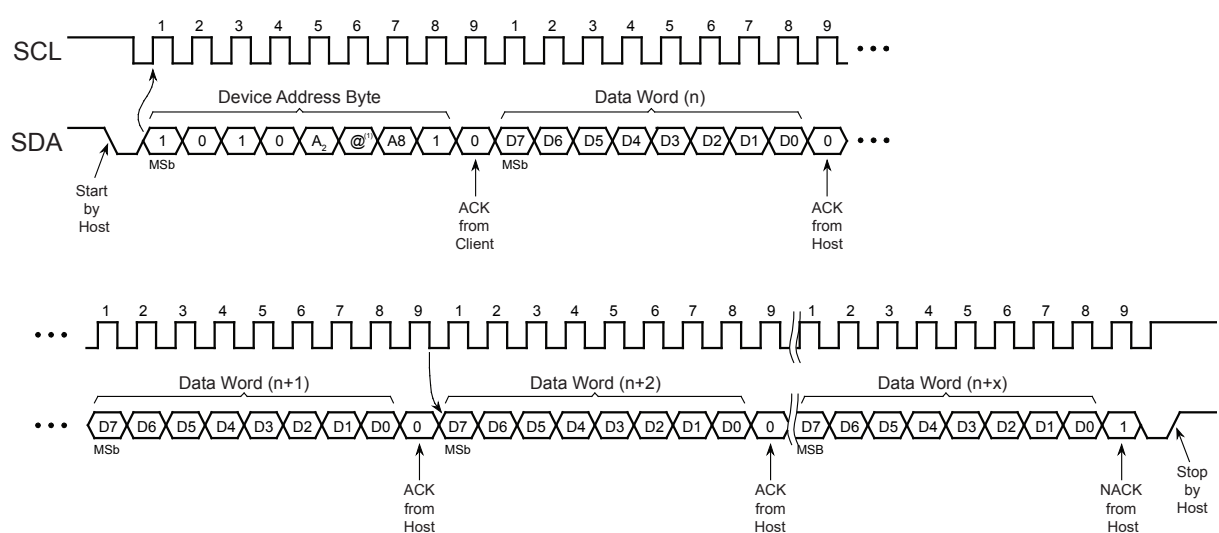 1 2 3 4 5 6 7 8 9 1 2 3 4 5 6 7 8 9
SCL
Device Address Byte Data Word (n)
SDA 1 0 1 0 A2 @(1) A8 1 0 D7 D6 D5 D4 D3 D2 D1 D0 0
MSb MSb
Start
by
Host
ACK
from
Client
ACK
from
Host
1 2 3 4 5 6 7 8 9 1 2 3 4 5 6 7 8 9 1 2 3 4 5 6 7 8 9
Data Word (n+1) Data Word (n+2) Data Word (n+x)
D7 D6 D5 D4 D3 D2 D1 D0 0 D7 D6 D5 D4 D3 D2 D1 D0 0 D7 D6 D5 D4 D3 D2 D1 D0 1
MSb MSb MSB
ACK
from
Host
ACK
from
Host
NACK
from
Host
Stop
by
Host